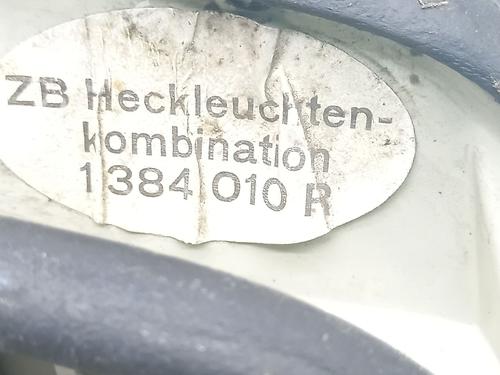 ZB Heckleuchten-
kombination
1384 010 R